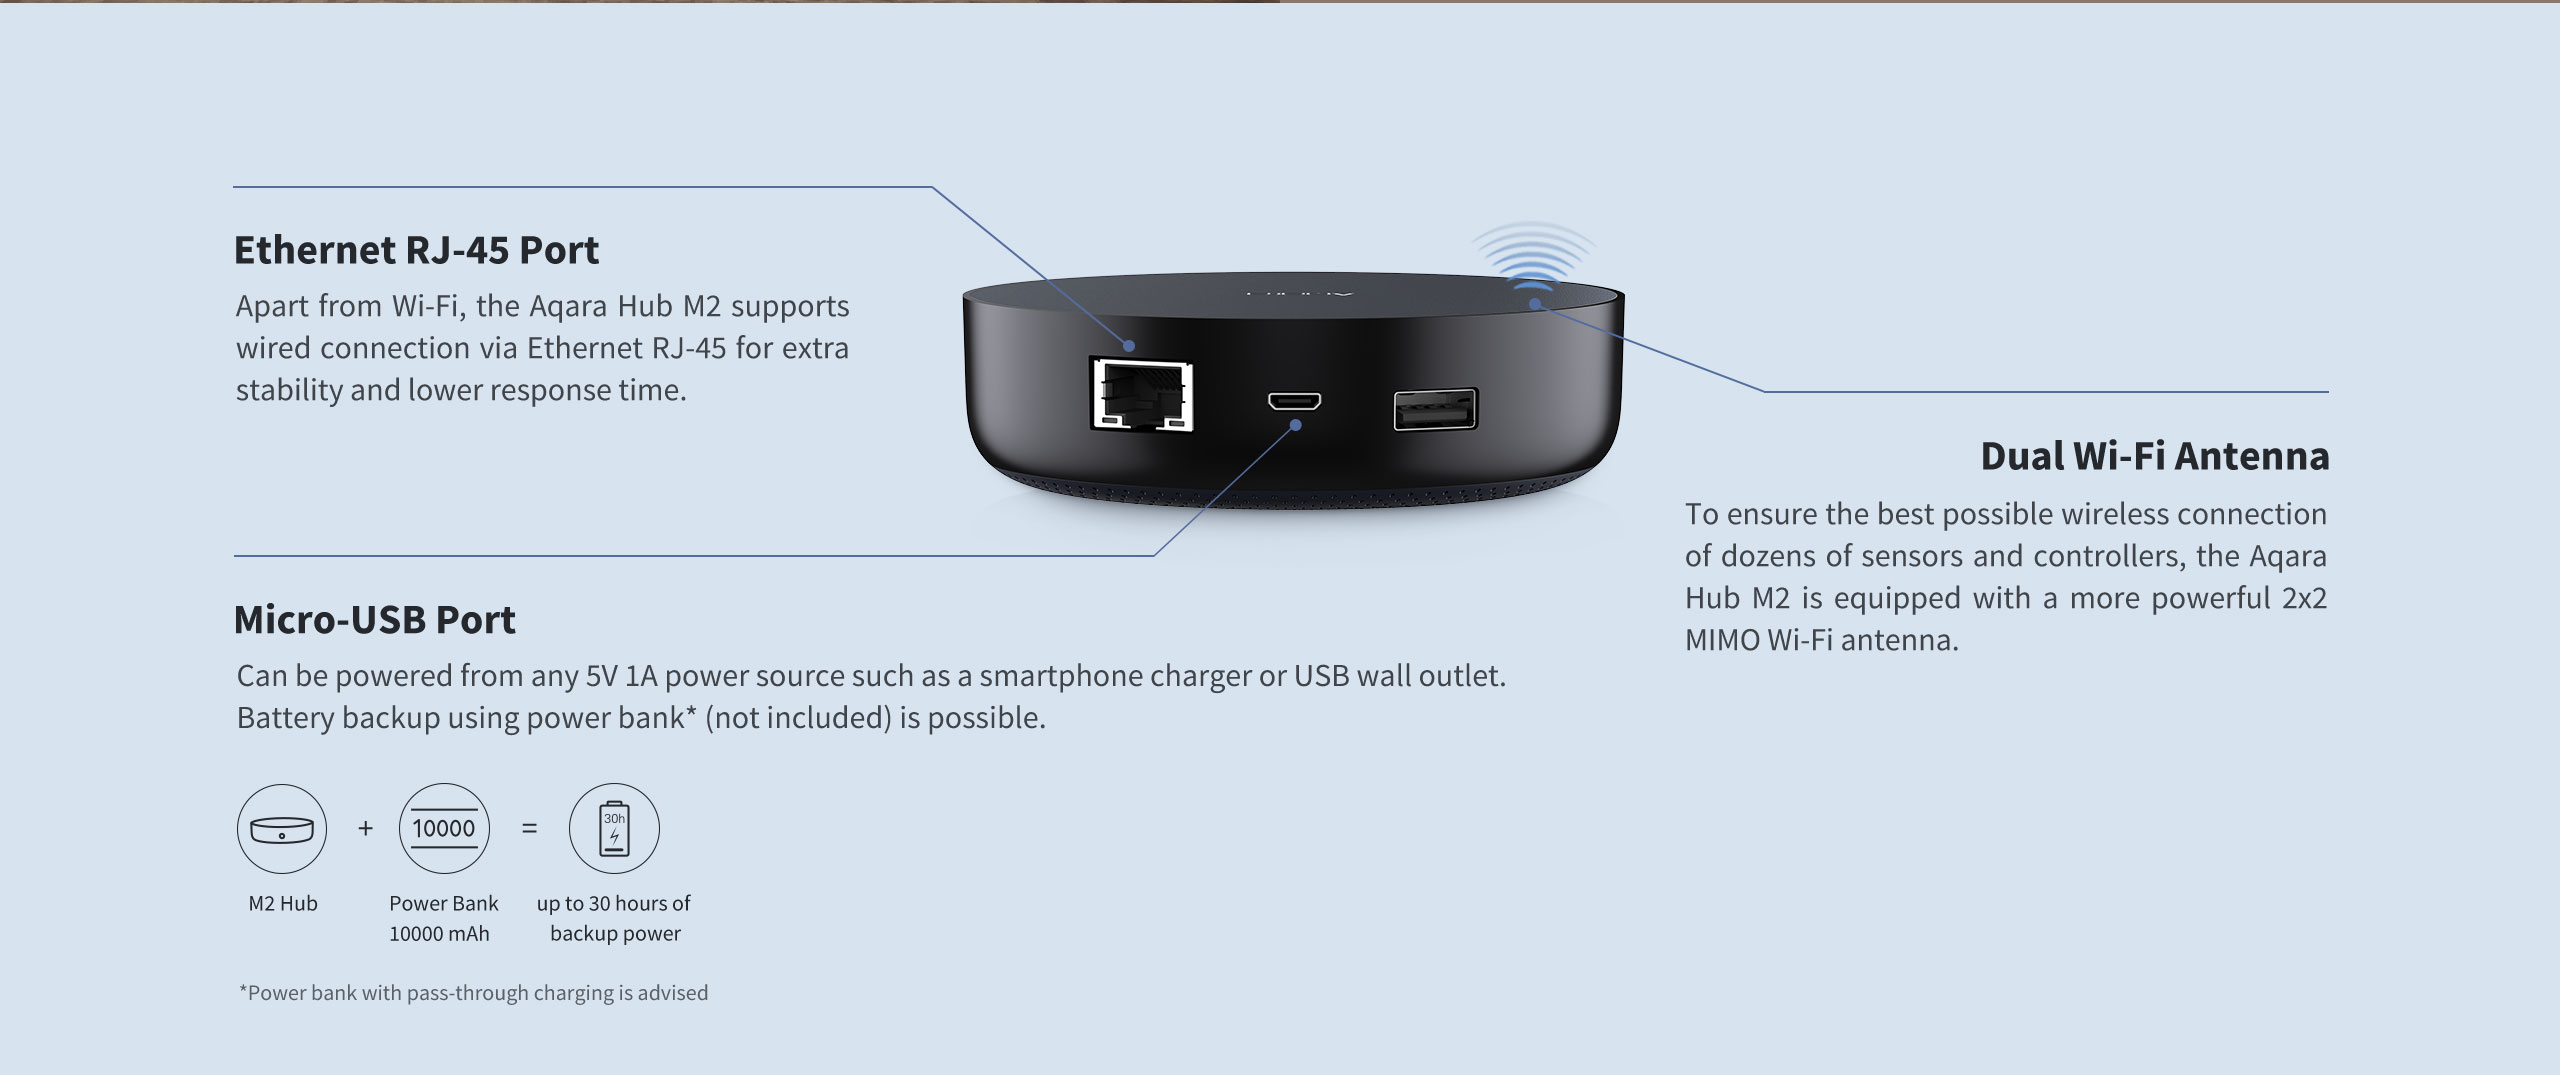 Ethernet RJ-45 Port
Apart from Wi-Fi, the Aqara Hub M2 supports
wired connection via Ethernet RJ-45 for extra
stability and lower response time.
Dual Wi-Fi Antenna
To ensure the best possible wireless connection
of dozens of sensors and controllers, the Aqara
Hub M2 is equipped with a more powerful 2x2
MIMO Wi-Fi antenna.
Micro-USB Port
Can be powered from any 5V 1A power source such as a smartphone charger or USB wall outlet.
Battery backup using power bank* (not included) is possible.
+ 10000 = 30h
M2 Hub
Power Bank
10000 mAh
up to 30 hours of
backup power
*Power bank with pass-through charging is advised